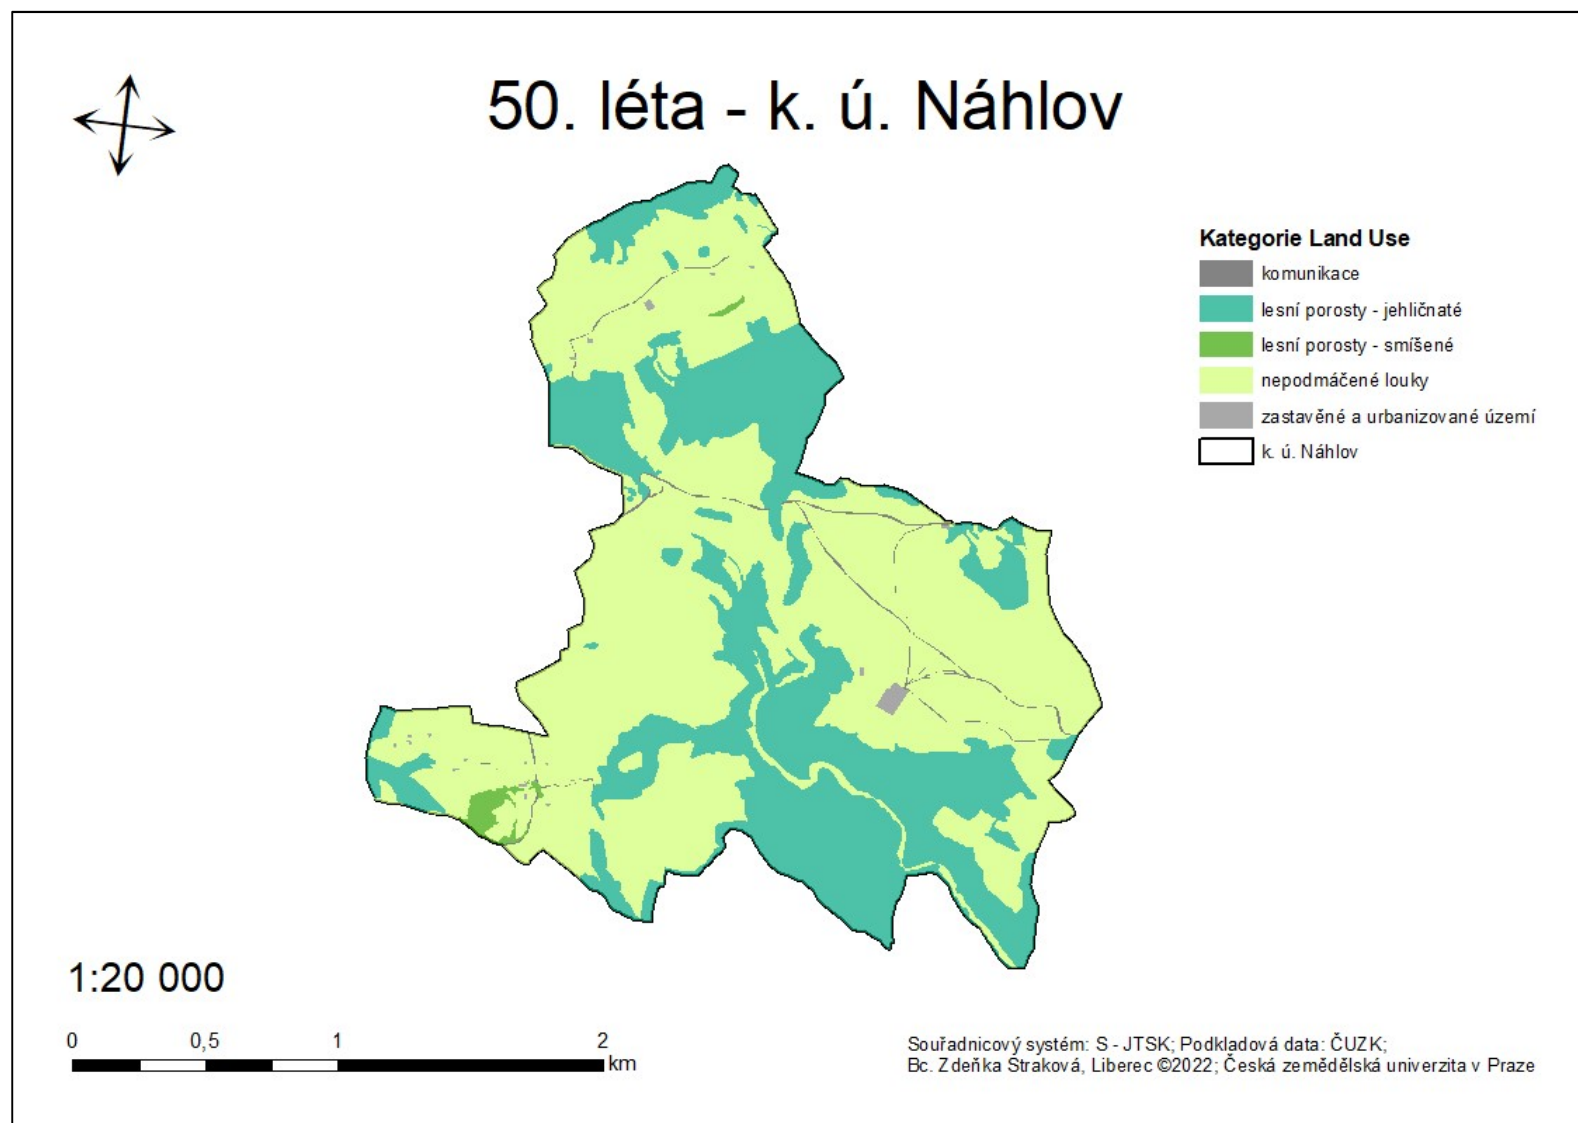 50. léta - k. ú. Náhlov
Kategorie Land Use
komunikace
lesní porosty - jehličnaté
lesní porosty - smíšené
nepodmáčené louky
zastavěné a urbanizované území
k. ú. Náhlov
1:20 000
0 0,5 1 2
km
Souřadnicový systém: S - JTSK; Podkladová data: ČUZK;
Bc. Zdeňka Straková, Liberec ©2022; Česká zemědělská univerzita v Praze